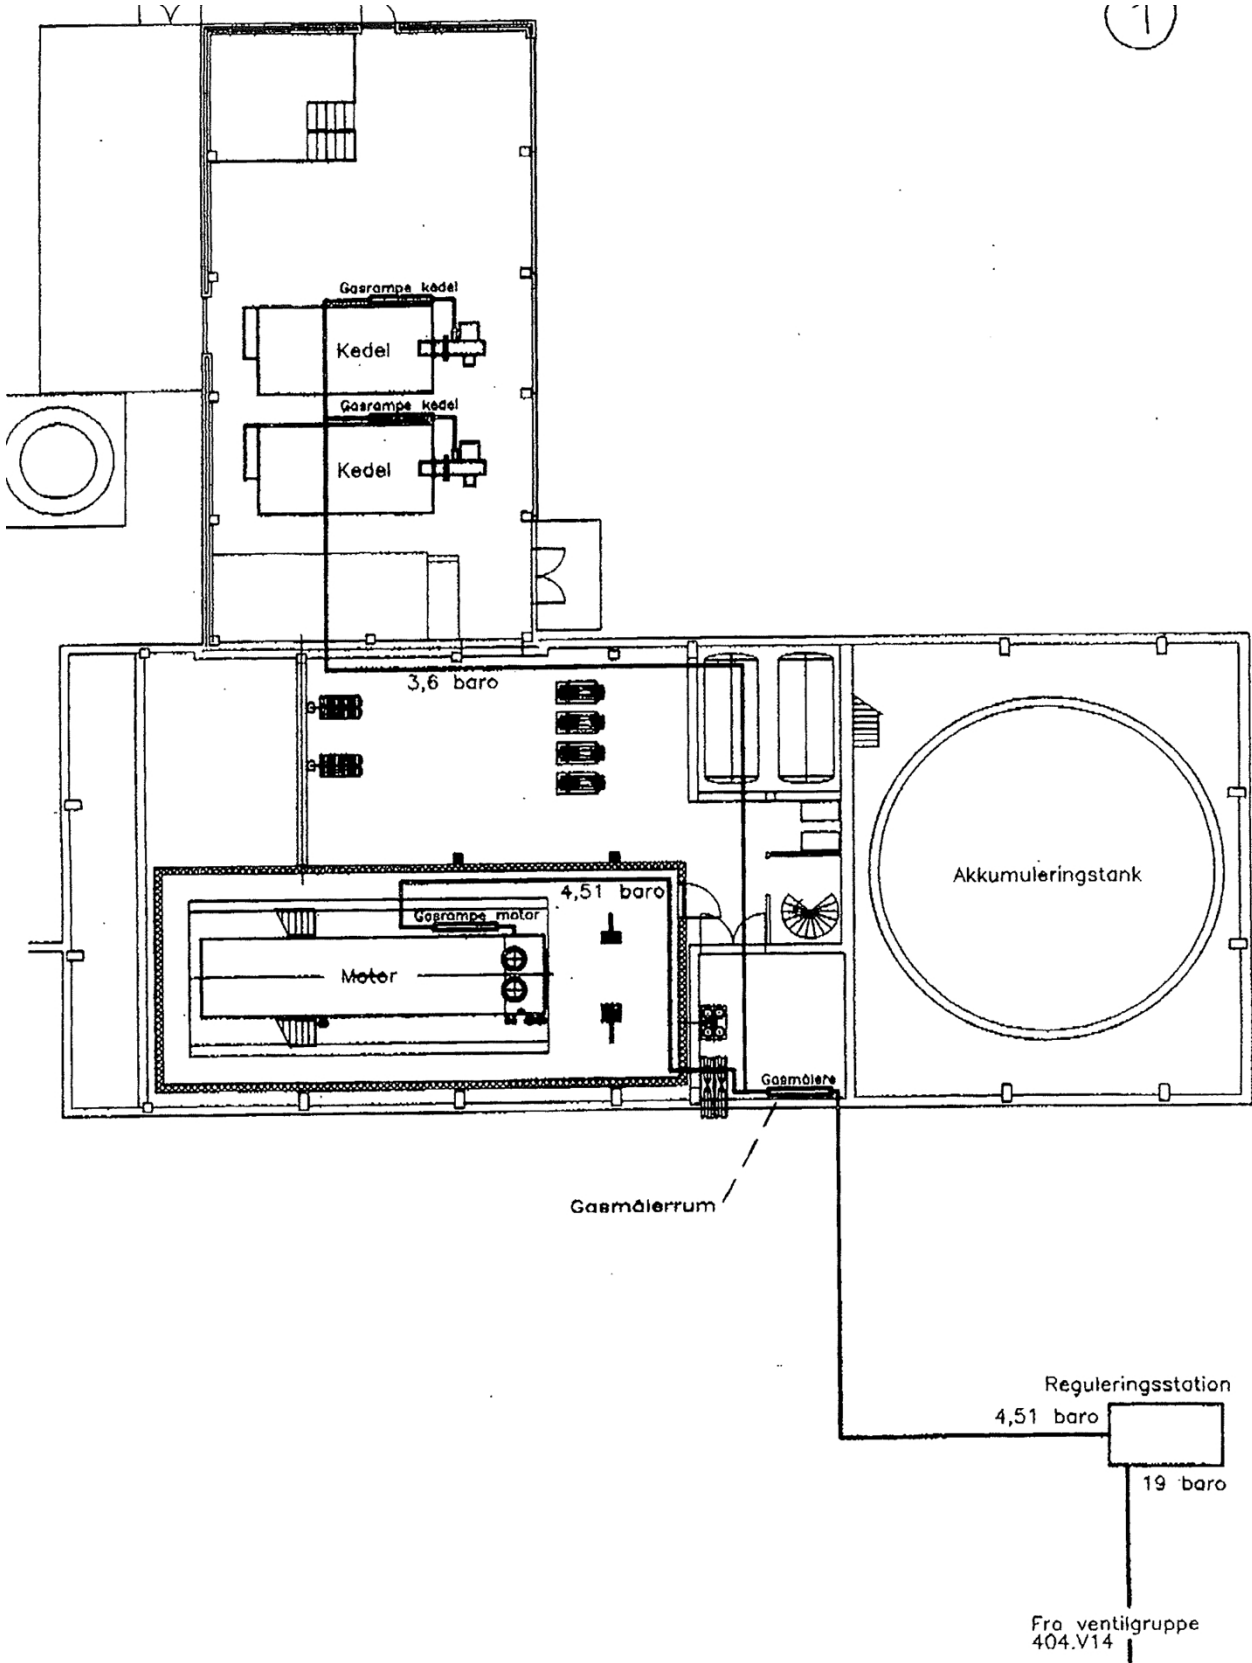 1
Gasrampe kedel
Kedel
Gasrampe kedel
Kedel
3,6 baro
4,51 baro
Gasrampe motor
Motor
Akkumuleringstank
Gasmålere
Gasmålerrum
Reguleringsstation
4,51 baro
19 baro
Fra ventilgruppe
404.V14